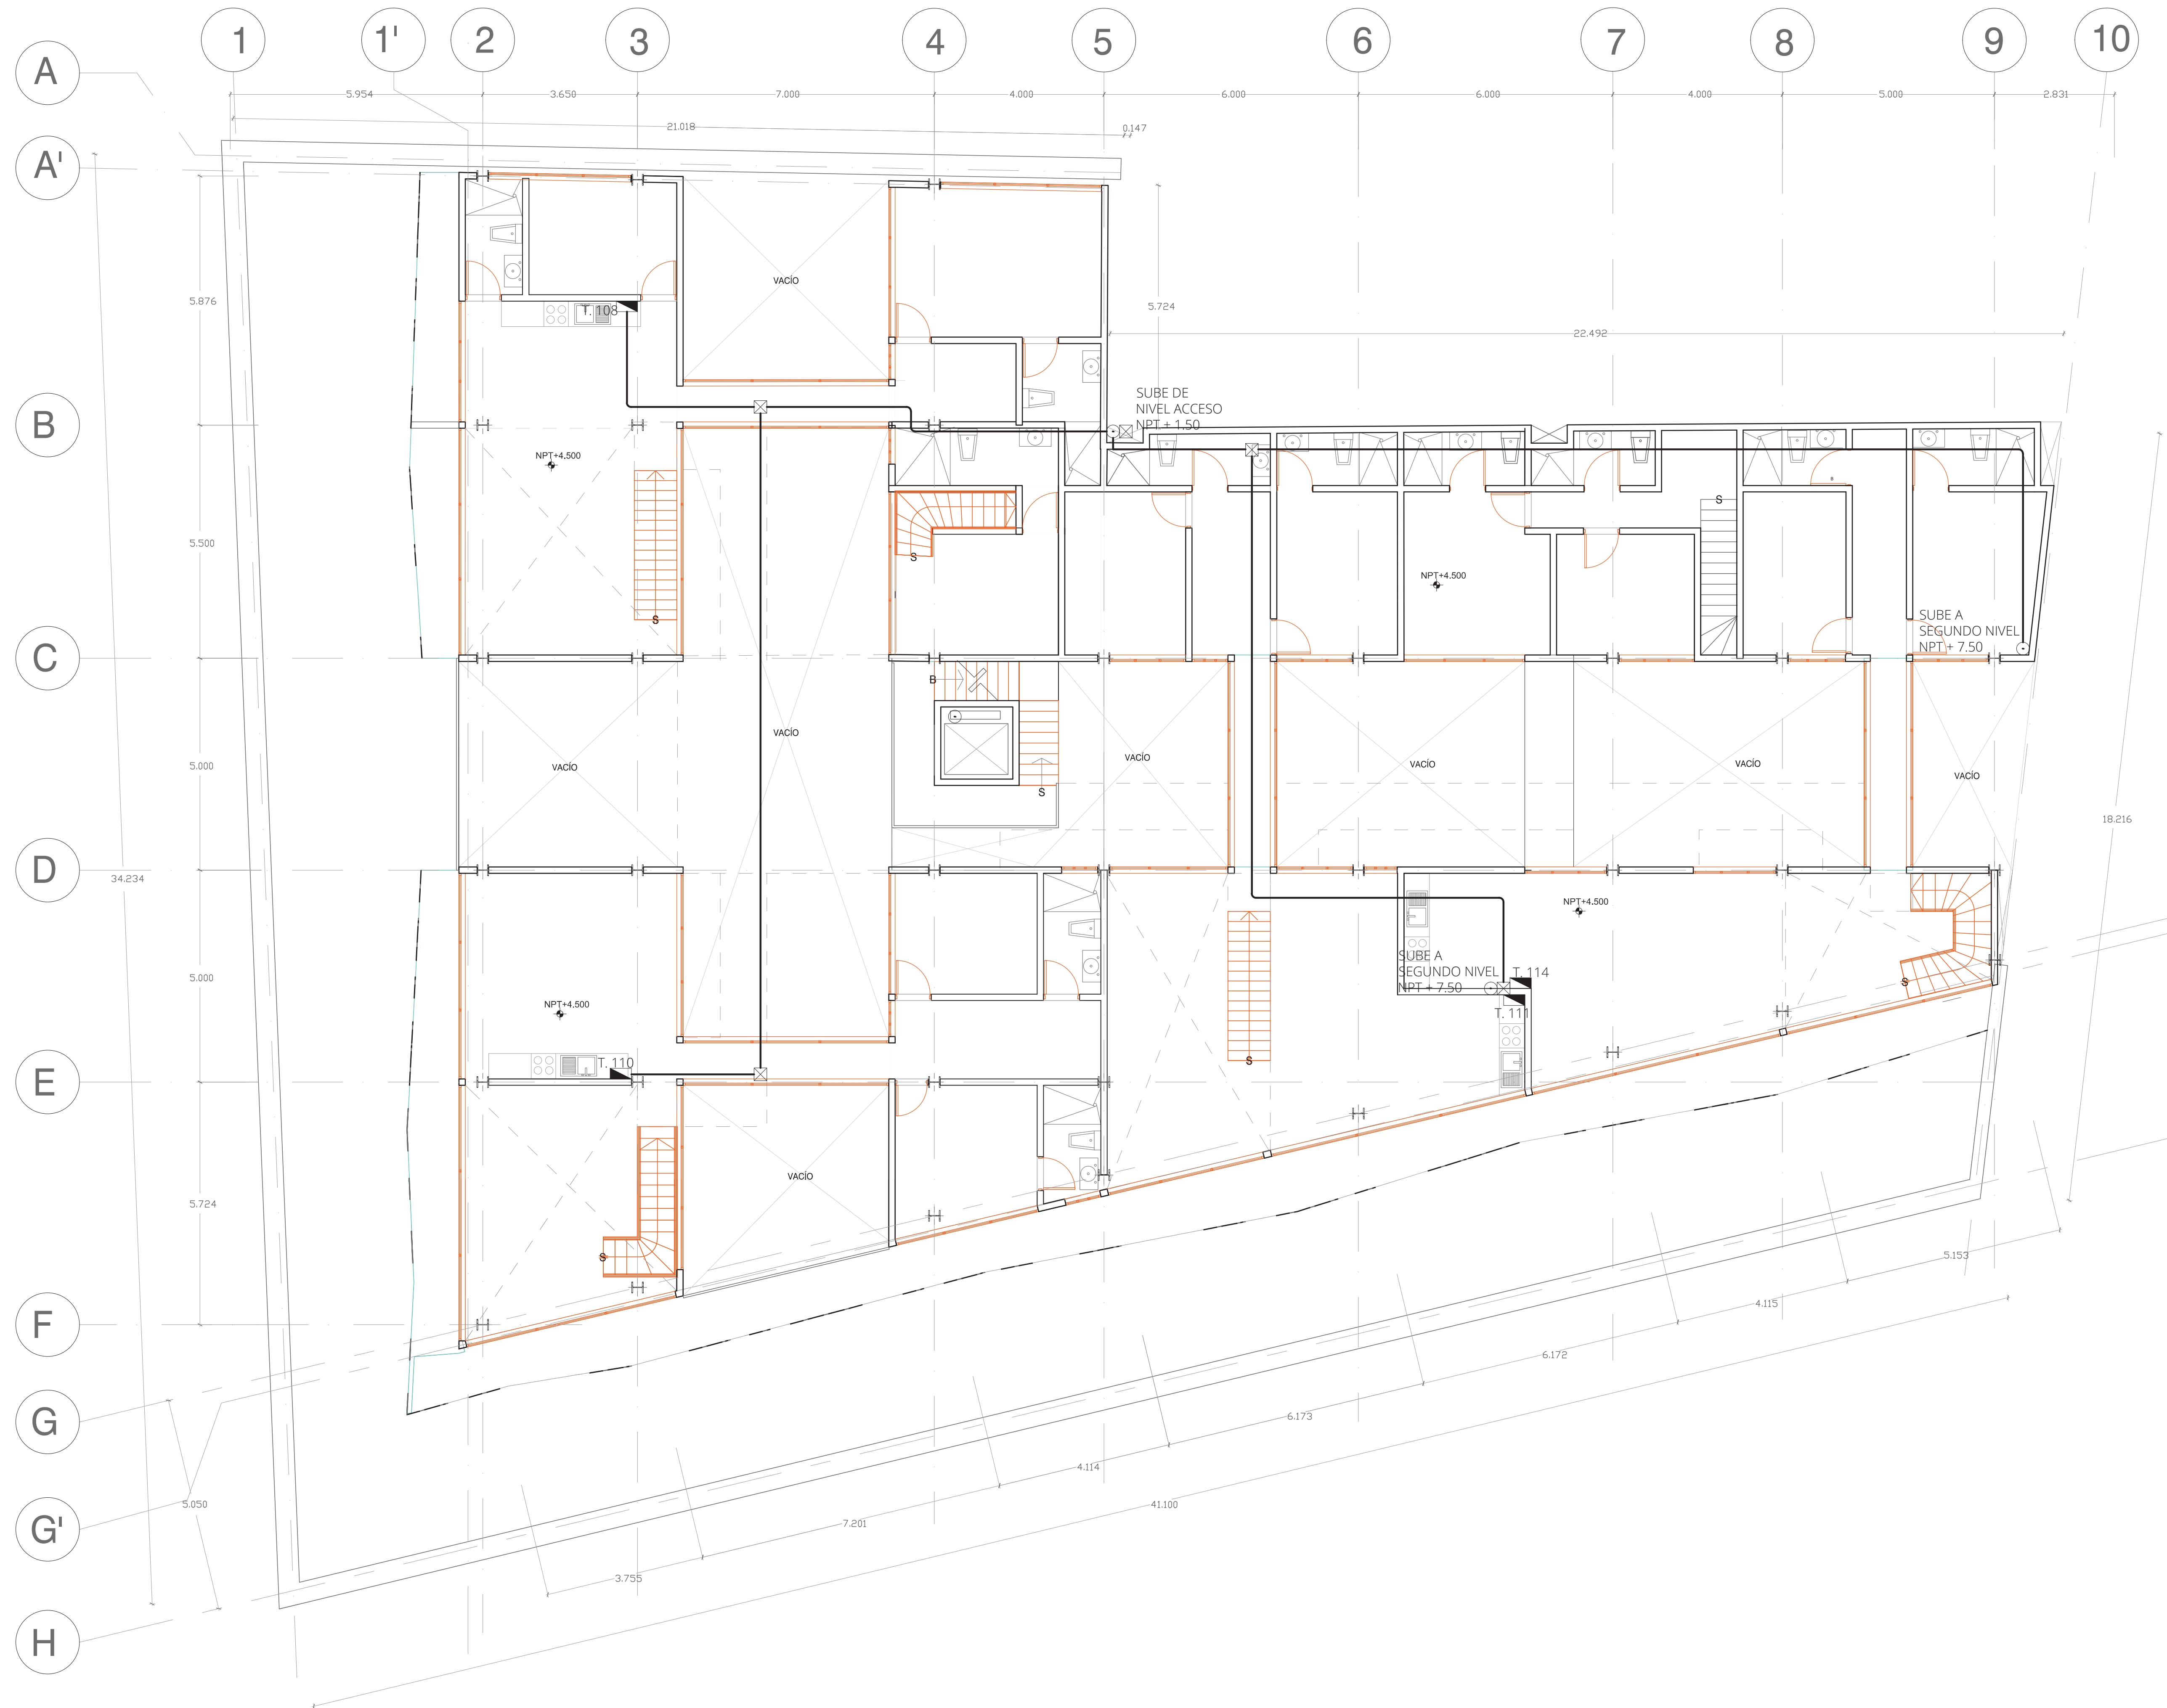 1
1'
2
3
4
5
6
7
8
9
10
A
5.954
3.650
7.000
4.000
6.000
6.000
4.000
5.000
2.831
21.018
0.147
A'
VACÍO
5.876
5.724
T. 108
22.492
SUBE DE
NIVEL ACCESO
NPT. + 1.50
B
NPT+4.500
S
5.500
S
NPT+4.500
S
SUBE A
SEGUNDO NIVEL
NPT + 7.50
C
B
VACÍO
VACÍO
VACÍO
VACÍO
VACÍO
VACÍO
5.000
S
18.216
D
34.234
NPT+4.500
SUBE A
SEGUNDO NIVEL
NPT + 7.50
T. 114
S
5.000
NPT+4.500
T. 111
T. 110
S
E
VACÍO
5.724
S
5.153
4.115
F
6.172
G
6.173
4.114
5.050
41.100
7.201
G'
3.755
H